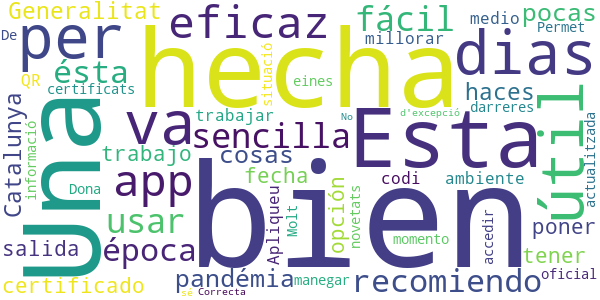 Generalitat
De
per
eficaz
fácil
millorar
medio
pocas
Permet
dias
QR
ésta
certificats
hecha
situació
eines
haces
darreres
una
va
trabajar
sencilla
No
d'excepció
Esta
útil
actualitzada
Catalunya
informació
Dona
trabajo
app
cosas
fecha
bien
opción
novetats
codi
ambiente
usar
época
Apliqueu
Molt
momento
accedir
poner
tener
oficial
salida
certificado
pandémia
manegar
recomiendo
sé
Correcta